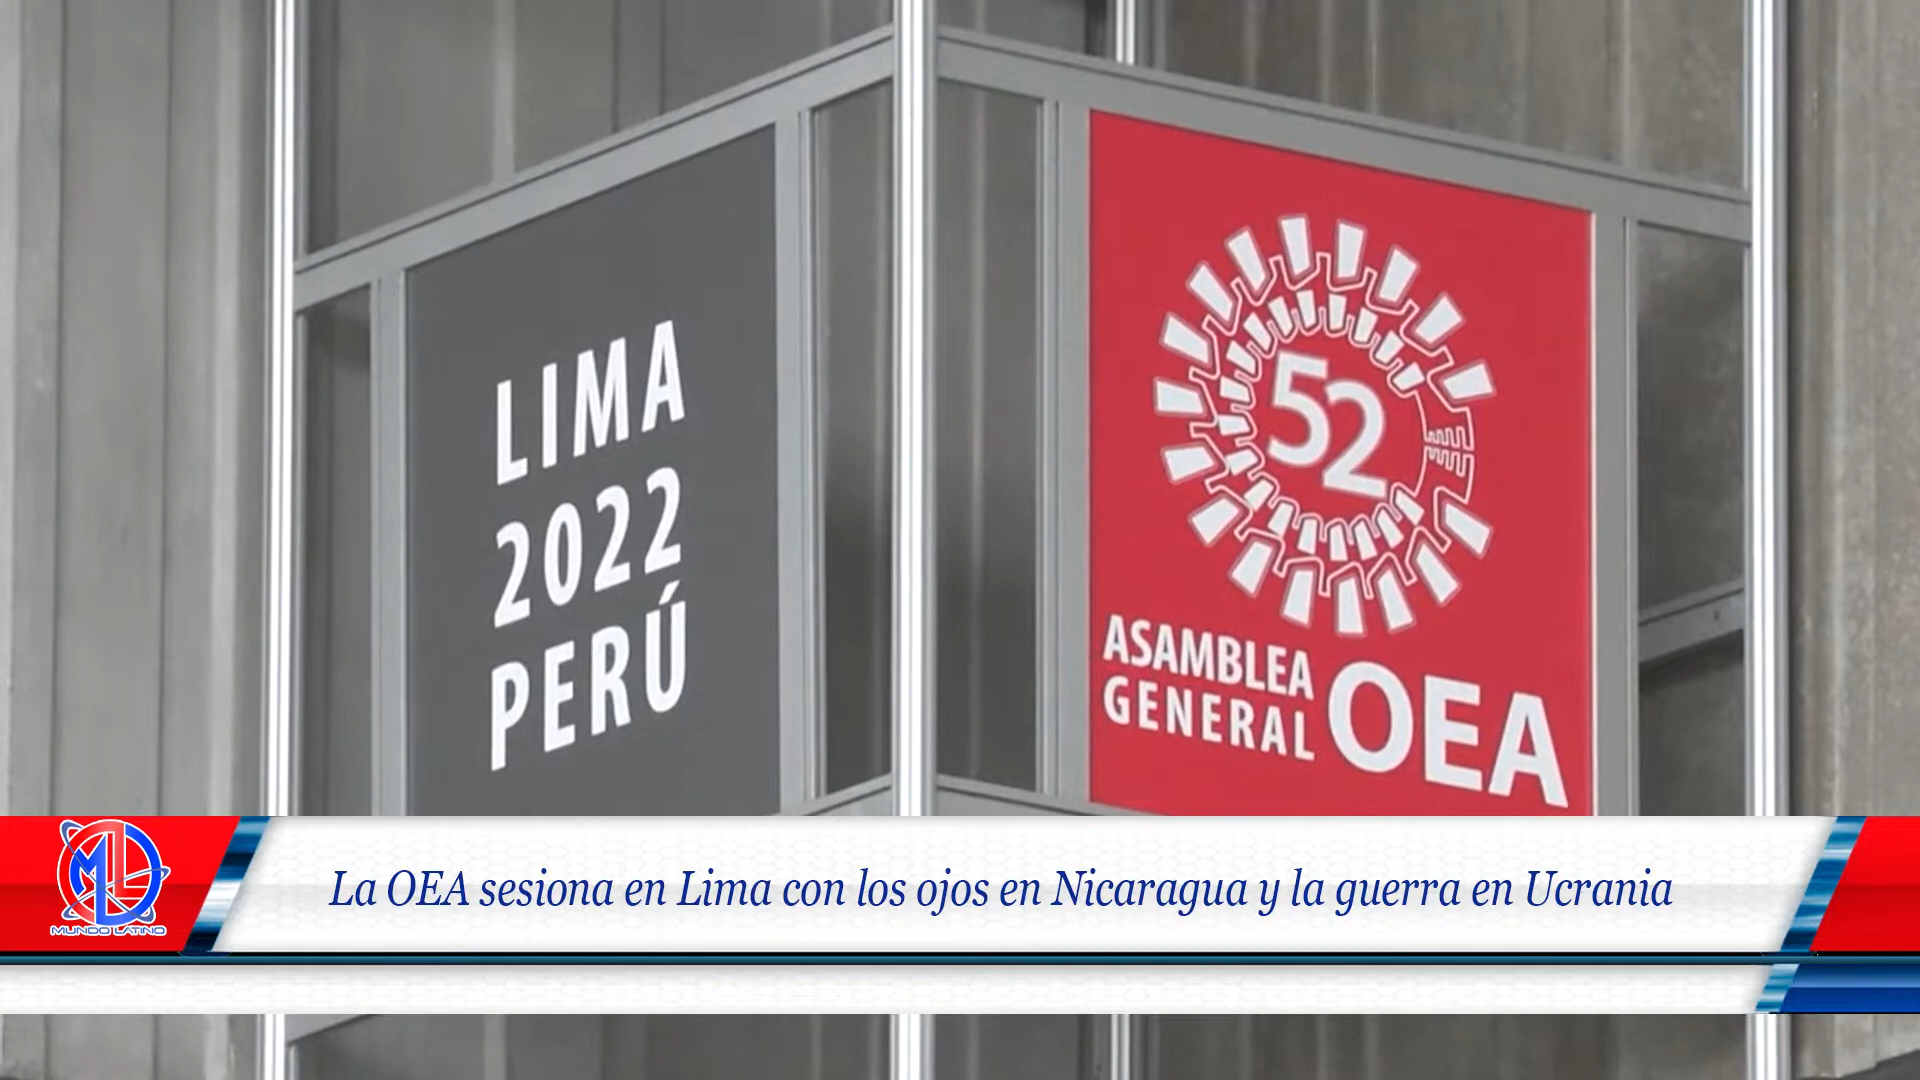 LIMA
2022
PERÚ
52
ASAMBLEA
GENERAL
OEA
ML
MUNDO LATINO
La OEA sesiona en Lima con los ojos en Nicaragua y la guerra en Ucrania